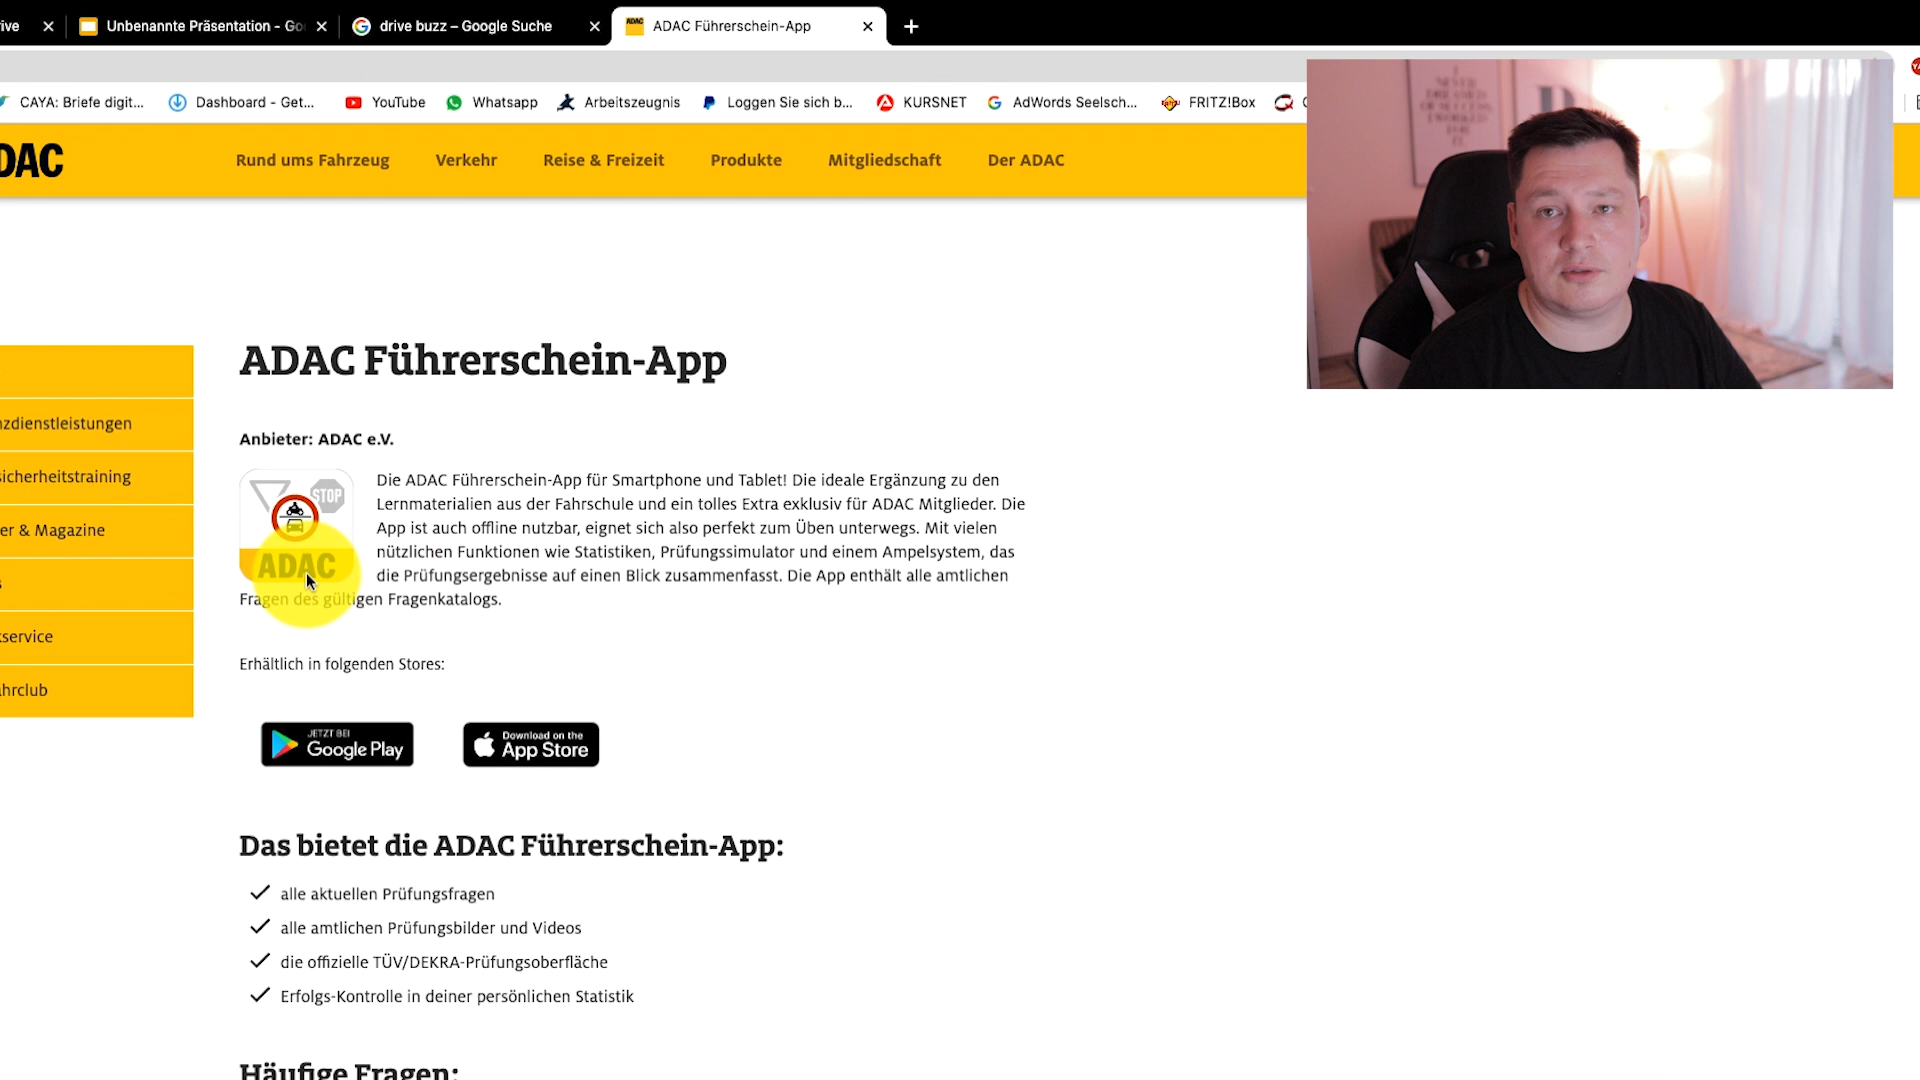 ive
Unbenannte Präsentation - Go
drive buzz – Google Suche
ADAC Führerschein-App
CAYA: Briefe digit...
Dashboard - Get...
YouTube
Whatsapp
Arbeitszeugnis
Loggen Sie sich b...
KURSNET
AdWords Seelsch...
FRITZ!Box
DAC
Rund ums Fahrzeug
Verkehr
Reise & Freizeit
Produkte
Mitgliedschaft
Der ADAC
nzdienstleistungen
sicherheitstraining
er & Magazine
s
kservice
ahrclub
ADAC Führerschein-App
Anbieter: ADAC e.V.
STOP
ADAC
Die ADAC Führerschein-App für Smartphone und Tablet! Die ideale Ergänzung zu den
Lernmaterialien aus der Fahrschule und ein tolles Extra exklusiv für ADAC Mitglieder. Die
App ist auch offline nutzbar, eignet sich also perfekt zum Üben unterwegs. Mit vielen
nützlichen Funktionen wie Statistiken, Prüfungssimulator und einem Ampelsystem, das
die Prüfungsergebnisse auf einen Blick zusammenfasst. Die App enthält alle amtlichen
Fragen des gültigen Fragenkatalogs.
Erhältlich in folgenden Stores:
JETZT BEI
Google Play
Download on the
App Store
Das bietet die ADAC Führerschein-App:
alle aktuellen Prüfungsfragen
alle amtlichen Prüfungsbilder und Videos
die offizielle TÜV/DEKRA-Prüfungsoberfläche
Erfolgs-Kontrolle in deiner persönlichen Statistik
Häufige Fragen: